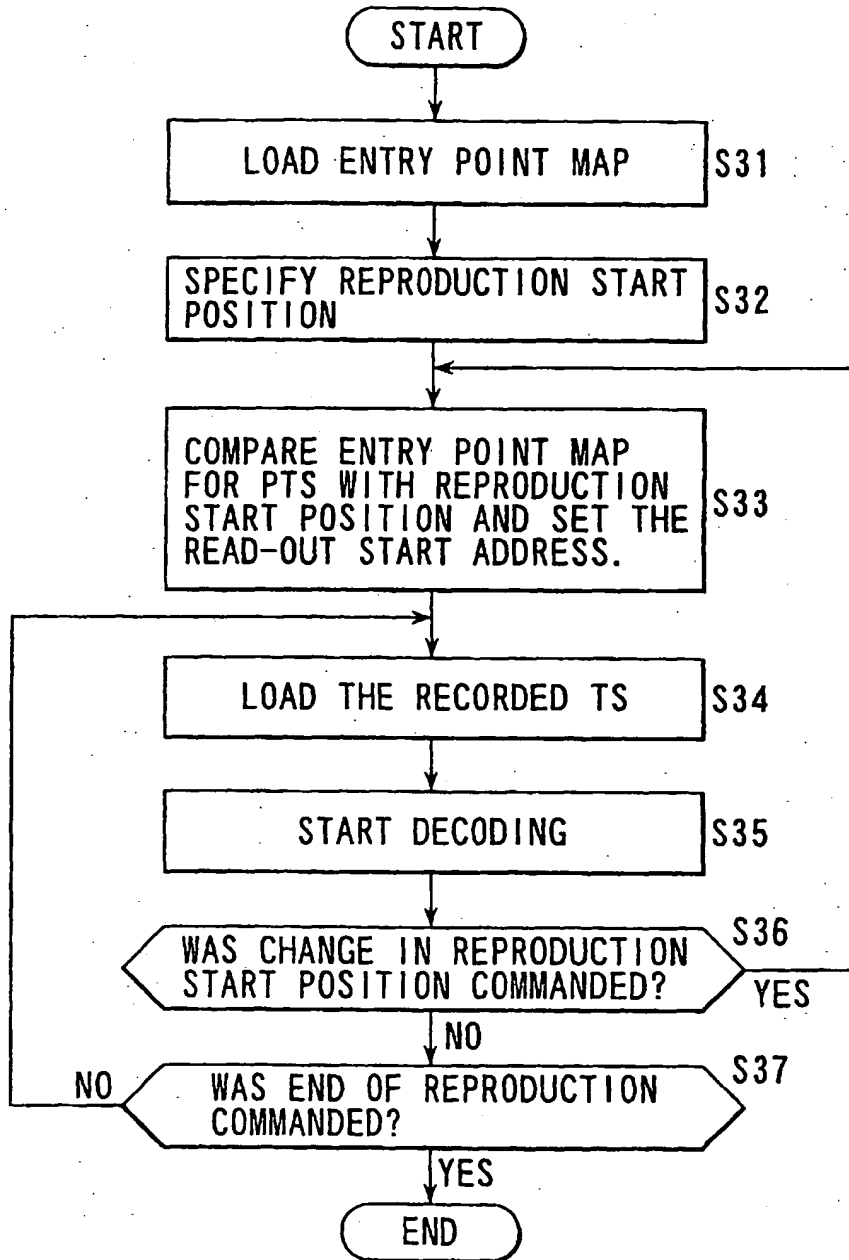 START
LOAD ENTRY POINT MAP
S31
SPECIFY REPRODUCTION START
POSITION
S32
COMPARE ENTRY POINT MAP
FOR PTS WITH REPRODUCTION
START POSITION AND SET THE
READ-OUT START ADDRESS.
S33
LOAD THE RECORDED TS
S34
START DECODING
S35
S36
WAS CHANGE IN REPRODUCTION
START POSITION COMMANDED?
YES
NO
S37
NO
WAS END OF REPRODUCTION
COMMANDED?
YES
END